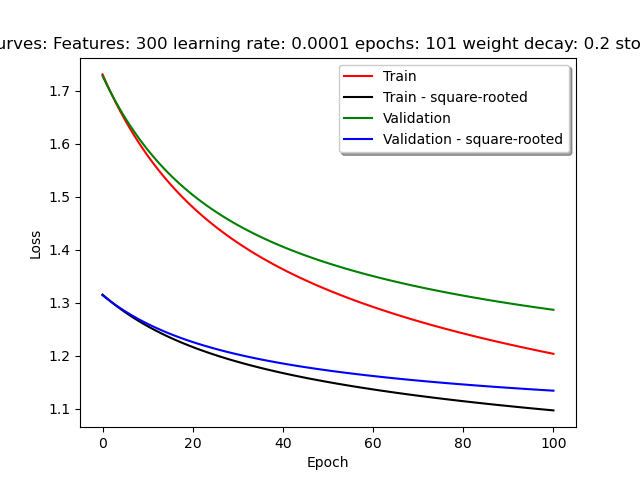 urves: Features: 300 learning rate: 0.0001 epochs: 101 weight decay: 0.2 sto
Train
Train - square-rooted
Validation
Validation - square-rooted
1.7
1.6
1.5
1.4
1.3
1.2
1.1
Loss
0 20 40 60 80 100
Epoch